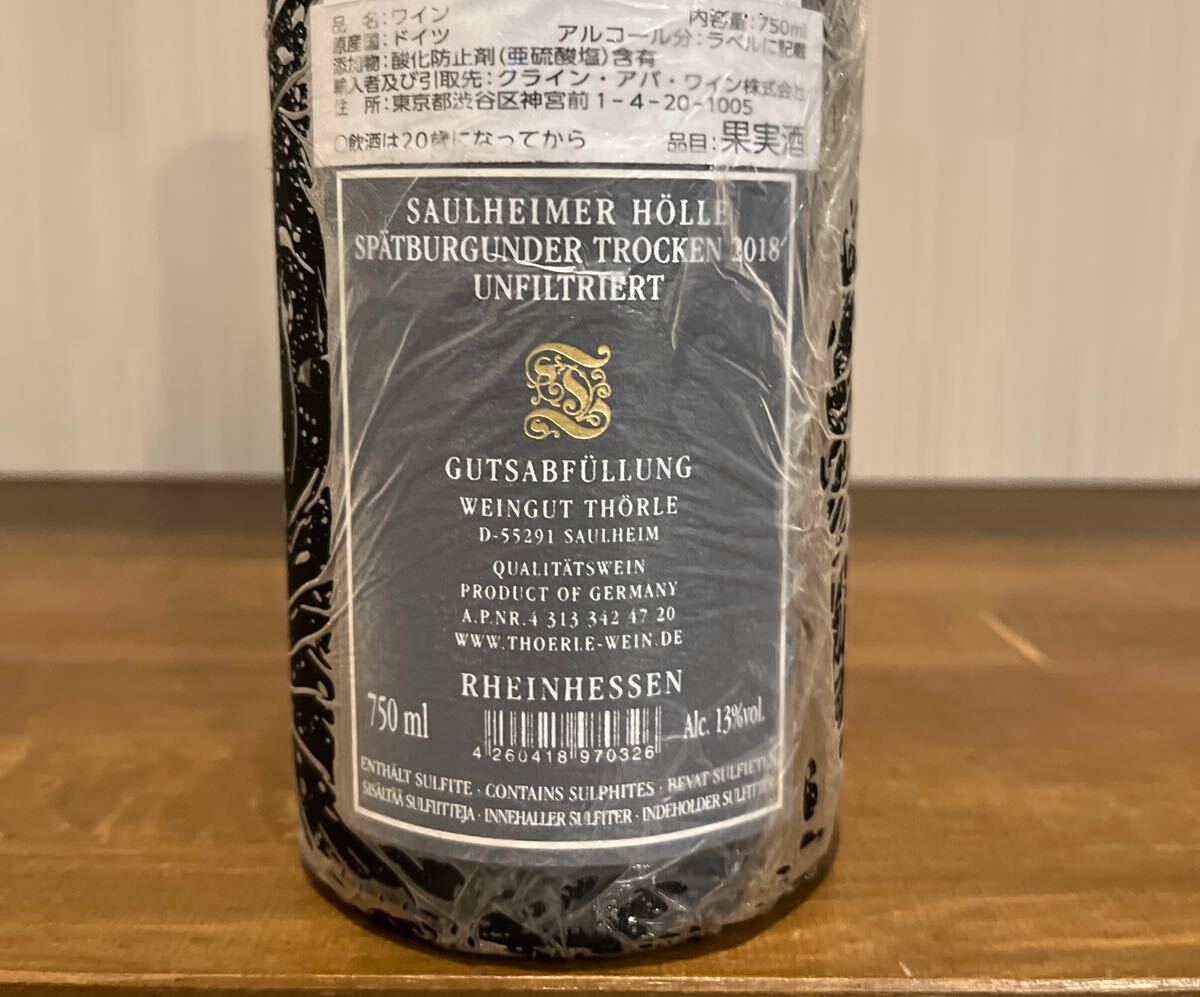 品 名：ワイン 内容量：750ml
原産国：ドイツ アルコール分：ラベルに記載
添加物：酸化防止剤(亜硫酸塩)含有
輸入者及び引取先：クライン・アパ・ワイン株式会社
住 所：東京都渋谷区神宮前1-4-20-1005
○飲酒は20歳になってから 品目：果実酒
SAULHEIMER HÖLLE
SPÄTBURGUNDER TROCKEN 2018
UNFILTRIERT
GUTSABFÜLLUNG
WEINGUT THÖRLE
D-55291 SAULHEIM
QUALITÄTSWEIN
PRODUCT OF GERMANY
A.P.NR.4 313 342 47 20
WWW.THOERLE-WEIN.DE
RHEINHESSEN
750 ml Alc. 13%vol.
4 260418 970326
ENTHÄLT SULFITE · CONTAINS SULPHITES · BEVAT SULFIETEN
SISÄLTÄÄ SULFIITTEJA · INNEHALLER SULFITER · INDEHOLDER SULFITTER